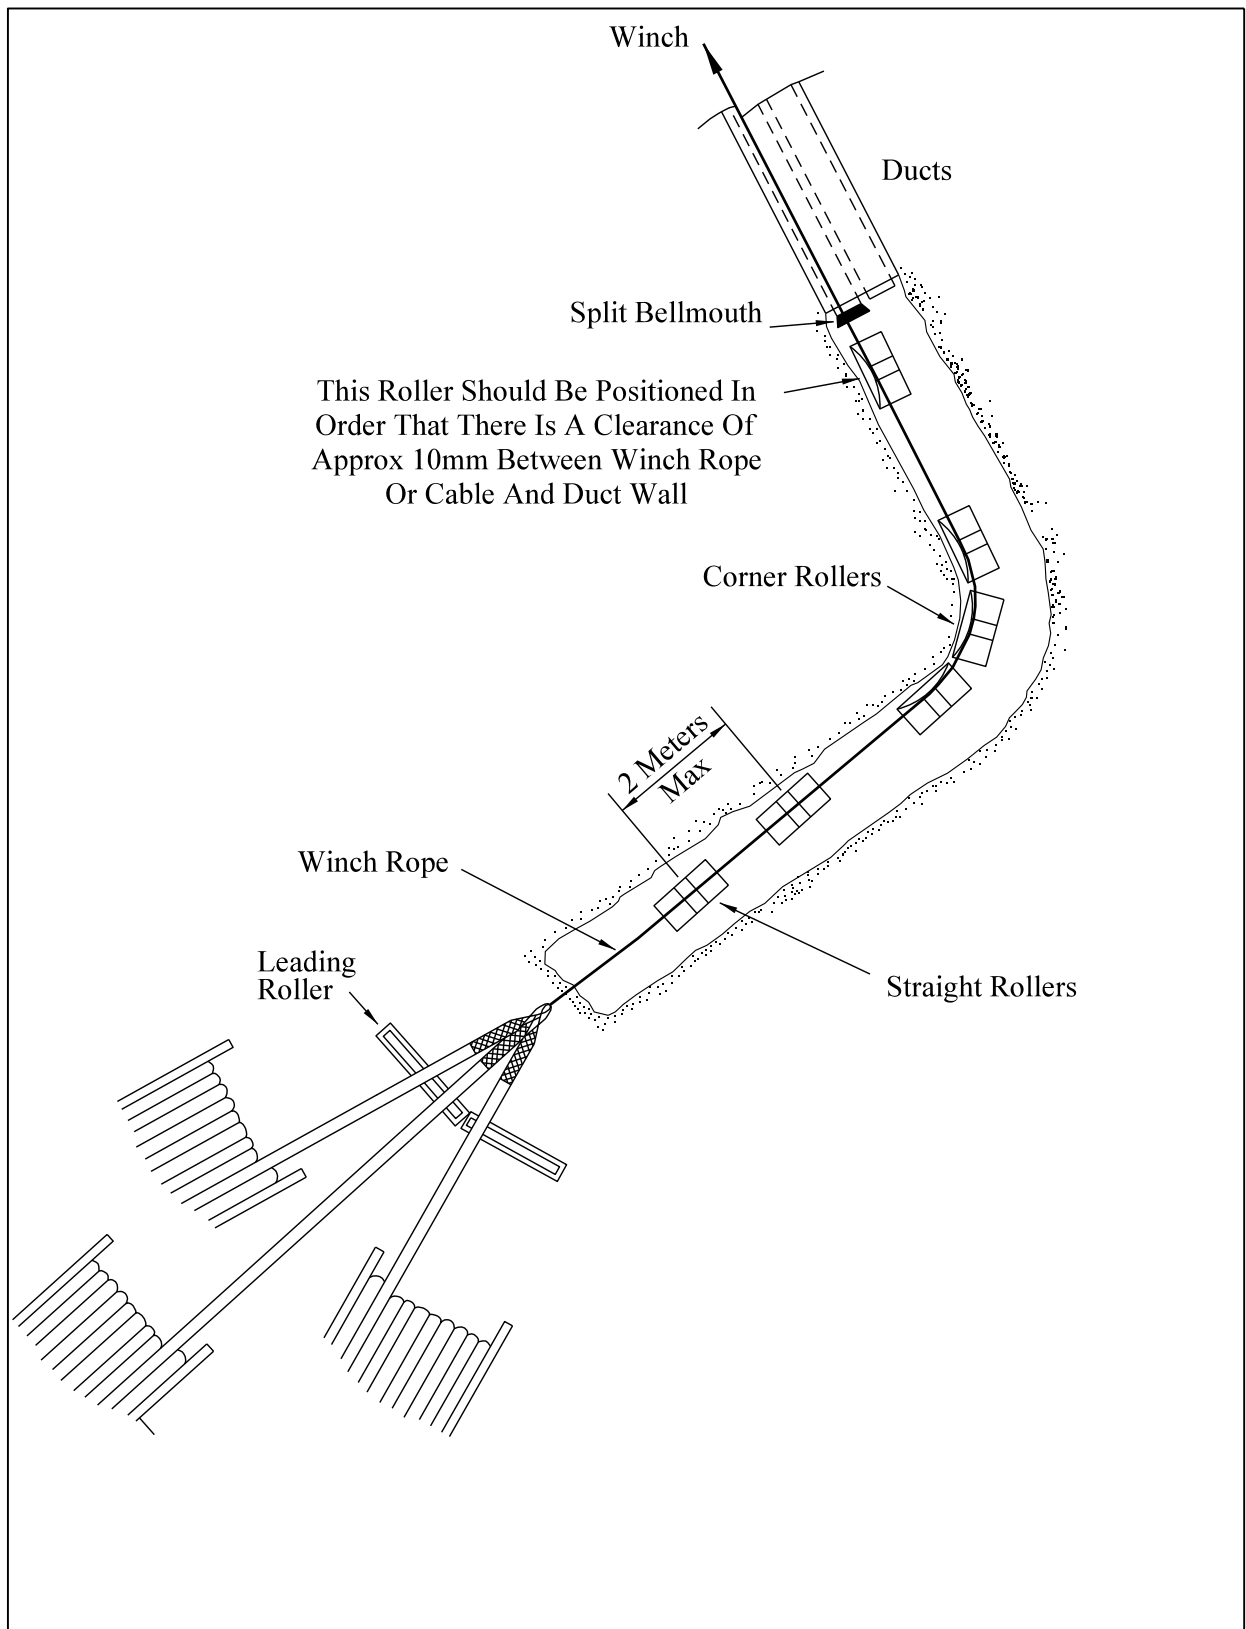 Winch
Ducts
Split Bellmouth
This Roller Should Be Positioned In
Order That There Is A Clearance Of
Approx 10mm Between Winch Rope
Or Cable And Duct Wall
Corner Rollers
2 Meters
Max
Winch Rope
Leading
Roller
Straight Rollers